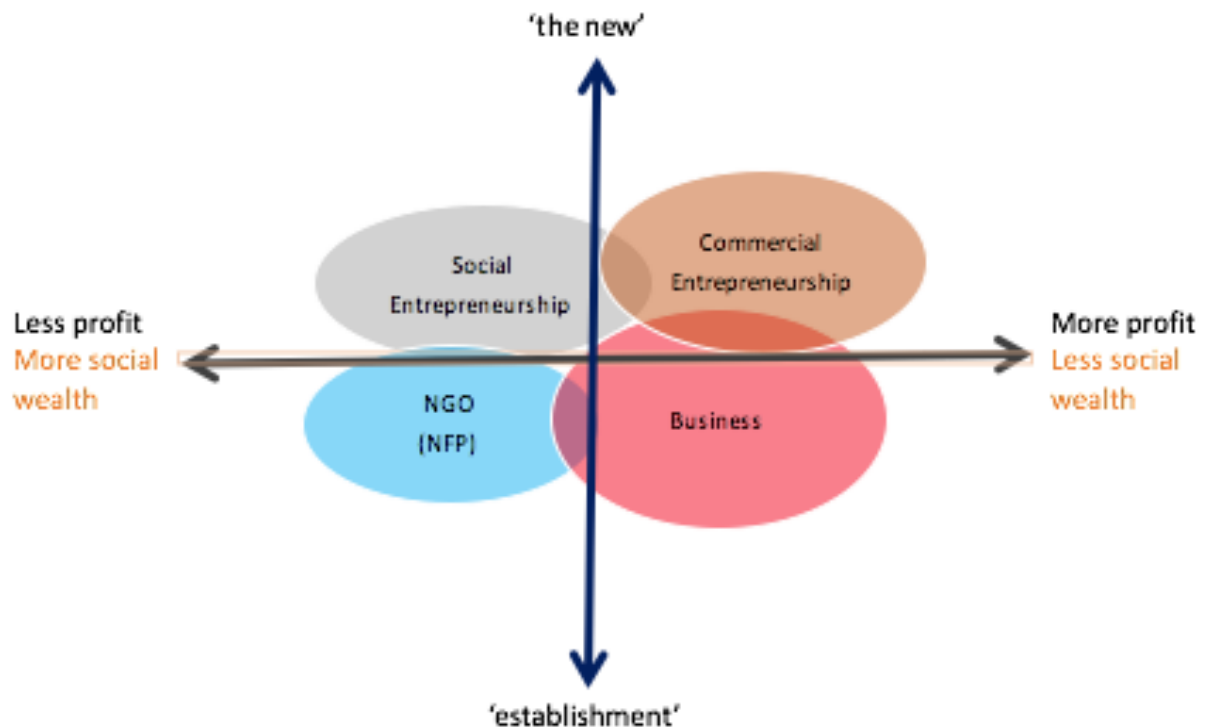 ‘the new’
Commercial
Entrepreneurship
Social
Entrepreneurship
Less profit
More social
wealth
More profit
Less social
wealth
NGO
(NFP)
Business
‘establishment’